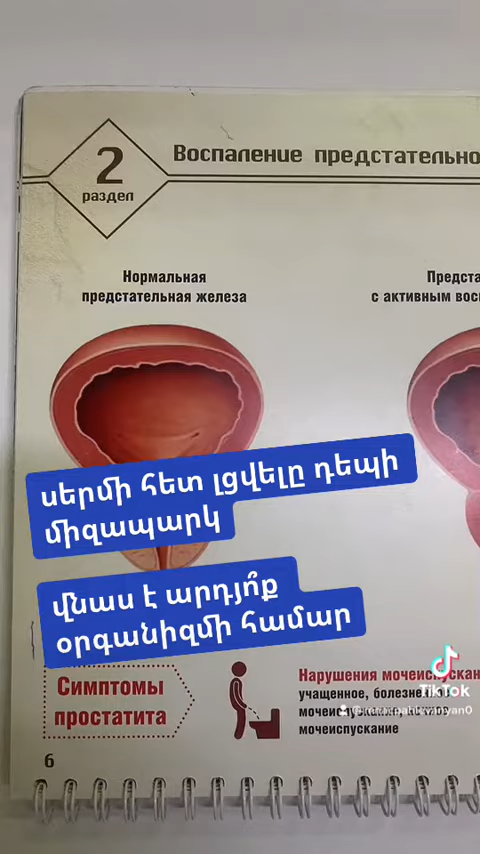 2
раздел
Воспаление предстательно
Нормальная
предстательная железа
Предста
с активным вос
սերմի հետ լցվելը դեպի
միզապարկ
վնաս է արդյո՞ք
օրգանիզմի համար
Симптомы
простатита
Нарушения мочеиспускан
учащенное,
мочеиспускание
6
TikTok